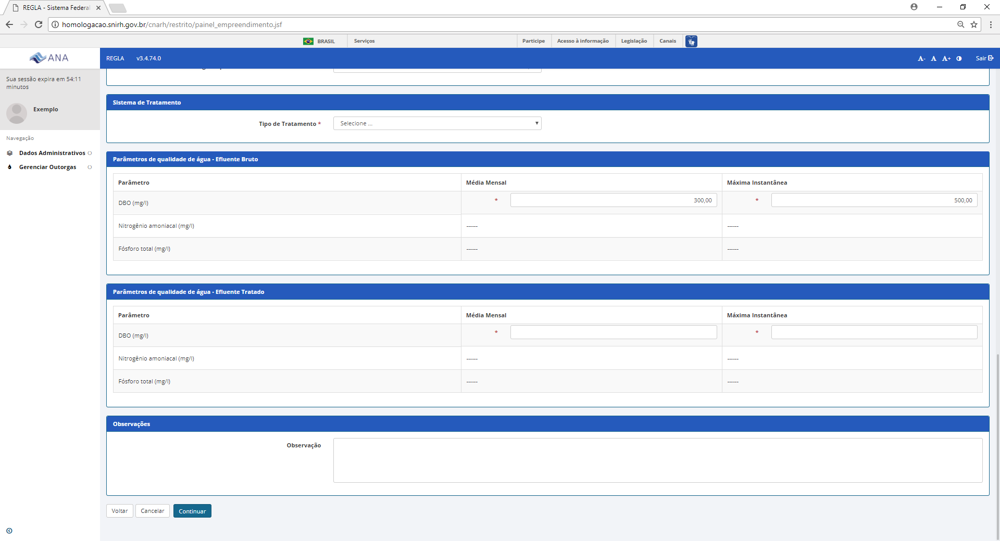 REGLA - Sistema Federal
homologacao.snirh.gov.br/cnarh/restrito/painel_empreendimento.jsf
BRASIL
Serviços
Participe
Acesso à informação
Legislação
Canais
ANA
REGLA
v3.4.74.0
A-
A
A+
Sair
Sua sessão expira em 54:11
minutos
Exemplo
Navegação
Dados Administrativos
Gerenciar Outorgas
Sistema de Tratamento
Tipo de Tratamento *
Selecione ...
Parâmetros de qualidade de água - Efluente Bruto
Parâmetro Média Mensal Máxima Instantânea
DBO (mg/l) * 300,00 * 500,00
Nitrogênio amoniacal (mg/l) ------ ------
Fósforo total (mg/l) ------ ------
Parâmetros de qualidade de água - Efluente Tratado
Parâmetro Média Mensal Máxima Instantânea
DBO (mg/l) * *
Nitrogênio amoniacal (mg/l) ------ ------
Fósforo total (mg/l) ------ ------
Observações
Observação
Voltar
Cancelar
Continuar